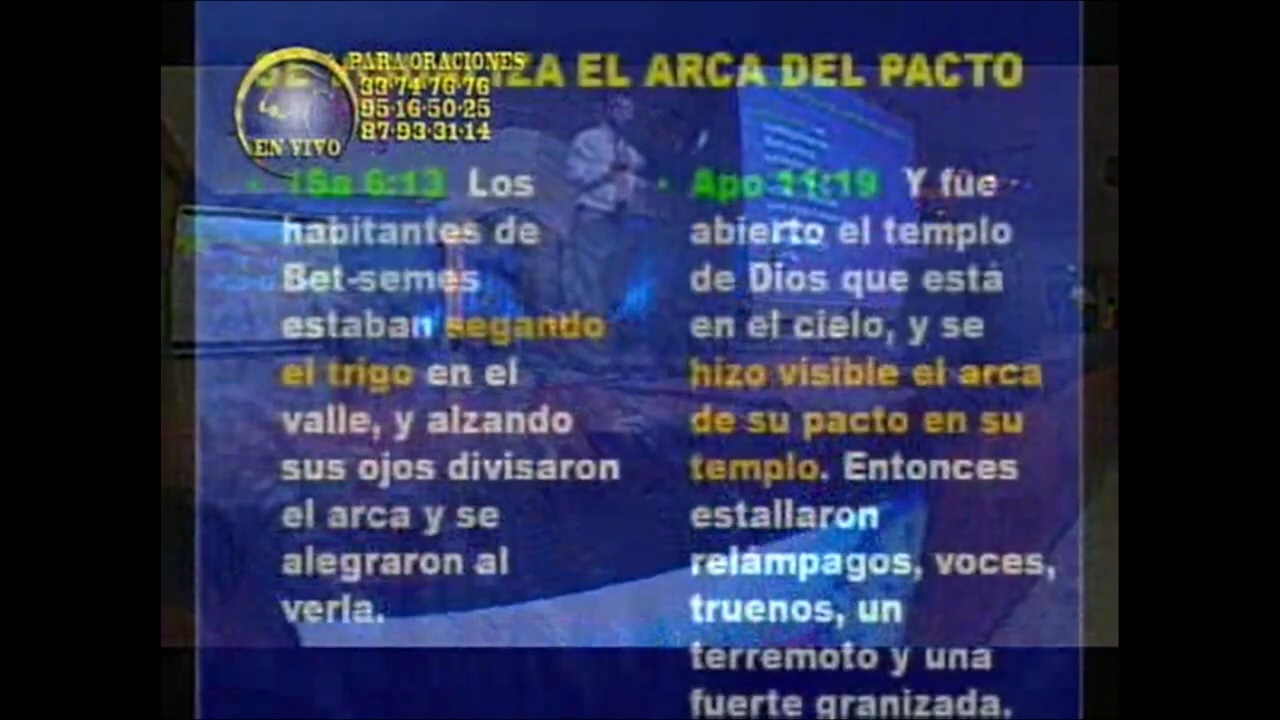 IZA EL ARCA DEL PACTO
PARA ORACIONES
33·74·76·76
95·16·50·25
87·93·31·14
EN VIVO
1Sa 6:13 Los
habitantes de
Bet-semes
estaban segando
el trigo en el
valle, y alzando
sus ojos divisaron
el arca y se
alegraron al
verla.
Apo 11:19 Y fue
abierto el templo
de Dios que está
en el cielo, y se
hizo visible el arca
de su pacto en su
templo. Entonces
estallaron
relámpagos, voces,
truenos, un
terremoto y una
fuerte granizada.